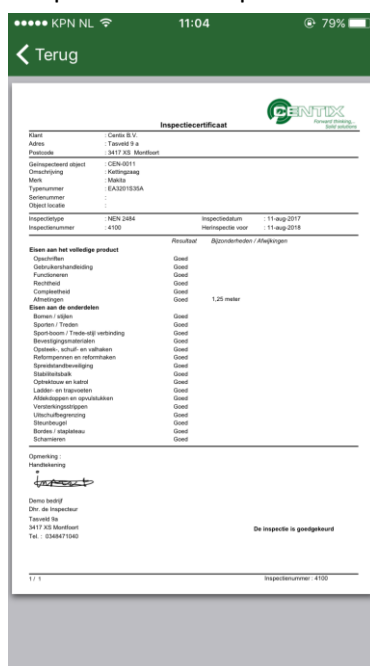 KPN NL 11:04 79%
Terug
CENTIX
Forward thinking...
bold solutions
Inspectiecertificaat
Klant : Centix B.V.
Adres : Tasveld 9 a
Postcode : 3417 XS Montfoort
Geïnspecteerd object : CEN-0011
Omschrijving : Kettingzaag
Merk : Makita
Typenummer : EA3201S35A
Serienummer :
Object locatie :
Inspectietype : NEN 2484 Inspectiedatum : 11-aug-2017
Inspectienummer : 4100 Herinspectie voor : 11-aug-2018
Resultaat Bijzonderheden / Afwijkingen
Eisen aan het volledige product
Opschriften Goed
Gebruikershandleiding Goed
Functioneren Goed
Rechtheid Goed
Compleetheid Goed
Afmetingen Goed 1,25 meter
Eisen aan de onderdelen
Bomen / stijlen Goed
Sporten / Treden Goed
Sport-boom / Trede-stijl verbinding Goed
Bevestigingsmaterialen Goed
Opsteek-, schuif- en valhaken Goed
Reformpennen en reformhaken Goed
Spreidstandbeveiliging Goed
Stabiliteitsbalk Goed
Optrektouw en katrol Goed
Ladder- en trapvoeten Goed
Afdekdoppen en opvulstukken Goed
Versterkingsstrippen Goed
Uitschuifbegrenzing Goed
Steunbeugel Goed
Bordes / staplateau Goed
Scharnieren Goed
Opmerking :
Handtekening
Demo bedrijf
Dhr. de Inspecteur
Tasveld 9a
3417 XS Montfoort De inspectie is goedgekeurd
Tel. : 0348471040
1 / 1 Inspectienummer : 4100